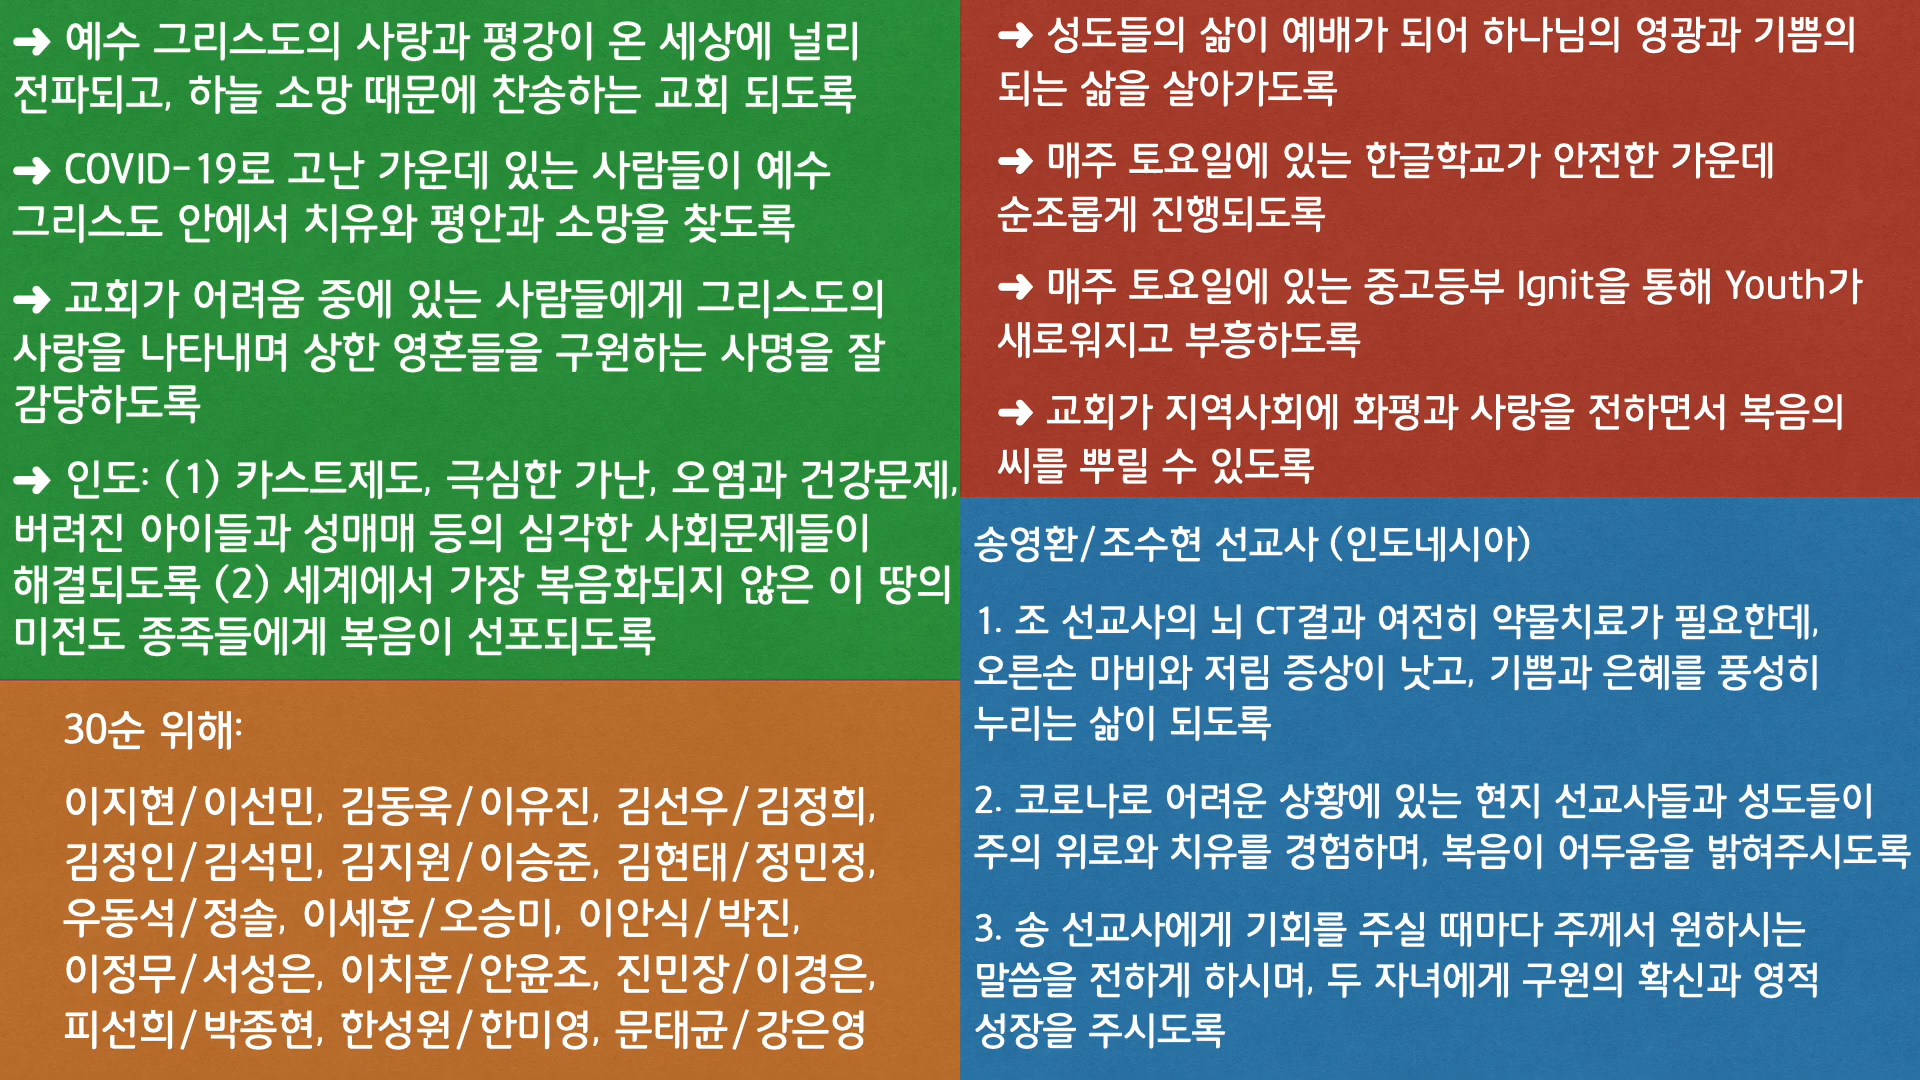 ➜ 예수 그리스도의 사랑과 평강이 온 세상에 널리
전파되고, 하늘 소망 때문에 찬송하는 교회 되도록
➜ COVID-19로 고난 가운데 있는 사람들이 예수
그리스도 안에서 치유와 평안과 소망을 찾도록
➜ 교회가 어려움 중에 있는 사람들에게 그리스도의
사랑을 나타내며 상한 영혼들을 구원하는 사명을 잘
감당하도록
➜ 인도: (1) 카스트제도, 극심한 가난, 오염과 건강문제,
버려진 아이들과 성매매 등의 심각한 사회문제들이
해결되도록 (2) 세계에서 가장 복음화되지 않은 이 땅의
미전도 종족들에게 복음이 선포되도록
30순 위해:
이지현/이선민, 김동욱/이유진, 김선우/김정희,
김정인/김석민, 김지원/이승준, 김현태/정민정,
우동석/정솔, 이세훈/오승미, 이안식/박진,
이정무/서성은, 이치훈/안윤조, 진민장/이경은,
피선희/박종현, 한성원/한미영, 문태균/강은영
➜ 성도들의 삶이 예배가 되어 하나님의 영광과 기쁨의
되는 삶을 살아가도록
➜ 매주 토요일에 있는 한글학교가 안전한 가운데
순조롭게 진행되도록
➜ 매주 토요일에 있는 중고등부 Ignit을 통해 Youth가
새로워지고 부흥하도록
➜ 교회가 지역사회에 화평과 사랑을 전하면서 복음의
씨를 뿌릴 수 있도록
송영환/조수현 선교사 (인도네시아)
1. 조 선교사의 뇌 CT결과 여전히 약물치료가 필요한데,
오른손 마비와 저림 증상이 낫고, 기쁨과 은혜를 풍성히
누리는 삶이 되도록
2. 코로나로 어려운 상황에 있는 현지 선교사들과 성도들이
주의 위로와 치유를 경험하며, 복음이 어두움을 밝혀주시도록
3. 송 선교사에게 기회를 주실 때마다 주께서 원하시는
말씀을 전하게 하시며, 두 자녀에게 구원의 확신과 영적
성장을 주시도록